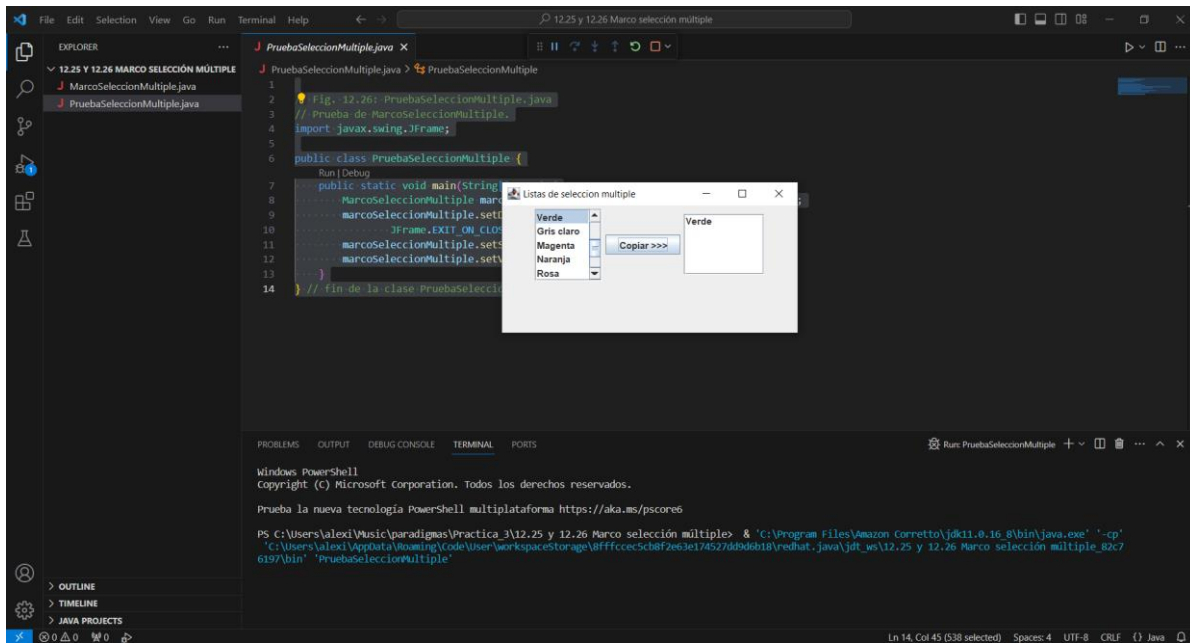 File Edit Selection View Go Run Terminal Help
12.25 y 12.26 Marco selección múltiple
EXPLORER
12.25 Y 12.26 MARCO SELECCIÓN MÚLTIPLE
J MarcoSeleccionMultiple.java
J PruebaSeleccionMultiple.java
OUTLINE
TIMELINE
JAVA PROJECTS
J PruebaSeleccionMultiple.java
J PruebaSeleccionMultiple.java > PruebaSeleccionMultiple
1
2 // Fig. 12.26: PruebaSeleccionMultiple.java
3 // Prueba de MarcoSeleccionMultiple.
4 import javax.swing.JFrame;
5
6 public class PruebaSeleccionMultiple {
Run | Debug
7 public static void main(String
8 MarcoSeleccionMultiple marc
9 marcoSeleccionMultiple.setD
10 JFrame.EXIT_ON_CLOS
11 marcoSeleccionMultiple.setS
12 marcoSeleccionMultiple.setV
13 }
14 } // fin de la clase PruebaSelecci
Listas de seleccion multiple
Verde
Gris claro
Magenta
Naranja
Rosa
Copiar >>>
Verde
PROBLEMS OUTPUT DEBUG CONSOLE TERMINAL PORTS
Run: PruebaSeleccionMultiple
Windows PowerShell
Copyright (C) Microsoft Corporation. Todos los derechos reservados.
Prueba la nueva tecnología PowerShell multiplataforma https://aka.ms/pscore6
PS C:\Users\alexi\Music\paradigmas\Practica_3\12.25 y 12.26 Marco selección múltiple> & 'C:\Program Files\Amazon Corretto\jdk11.0.16_8\bin\java.exe' '-cp'
'C:\Users\alexi\AppData\Roaming\Code\User\workspaceStorage\8fffccec5cb8f2e63e174527dd9d6b18\redhat.java\jdt_ws\12.25 y 12.26 Marco selección múltiple_82c7
6197\bin' 'PruebaSeleccionMultiple'
0 0 0 Ln 14, Col 45 (538 selected) Spaces: 4 UTF-8 CRLF {} Java